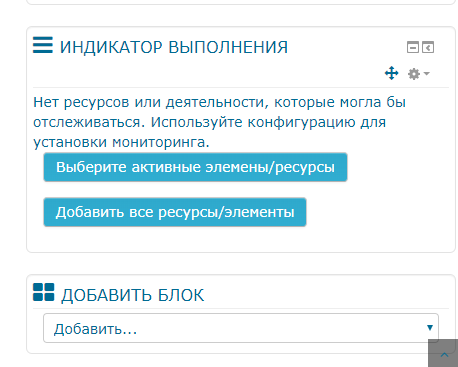 ИНДИКАТОР ВЫПОЛНЕНИЯ
Нет ресурсов или деятельности, которые могла бы
отслеживаться. Используйте конфигурацию для
установки мониторинга.
Выберите активные элемены/ресурсы
Добавить все ресурсы/элементы
ДОБАВИТЬ БЛОК
Добавить...